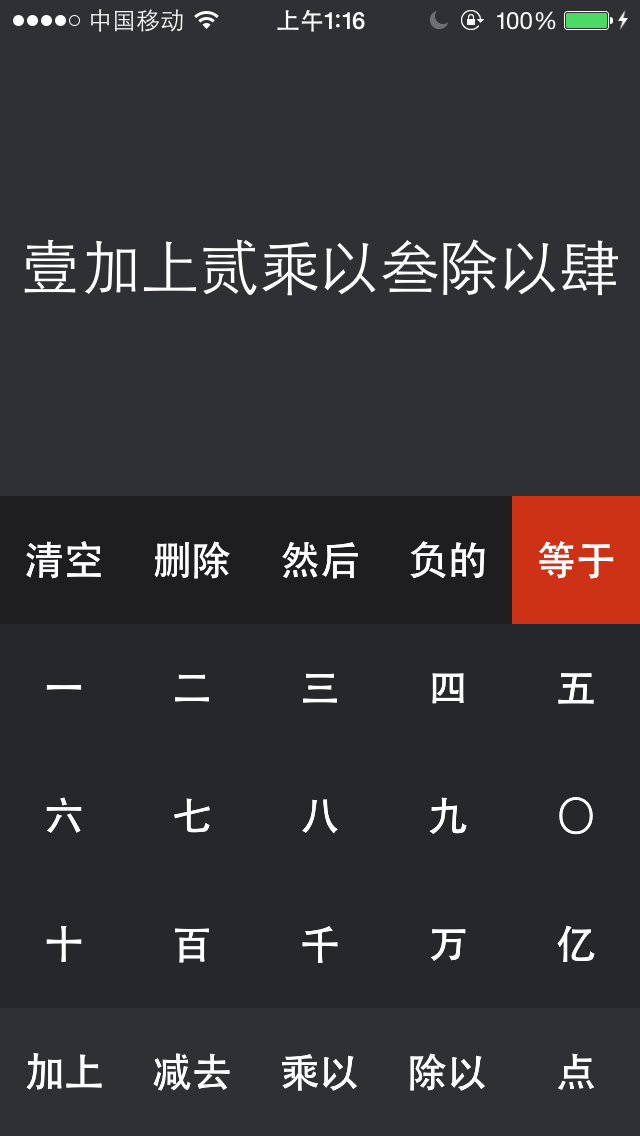 中国移动 上午1:16 100%
壹加上贰乘以叁除以肆
清空 删除 然后 负的 等于
一 二 三 四 五
六 七 八 九 〇
十 百 千 万 亿
加上 减去 乘以 除以 点